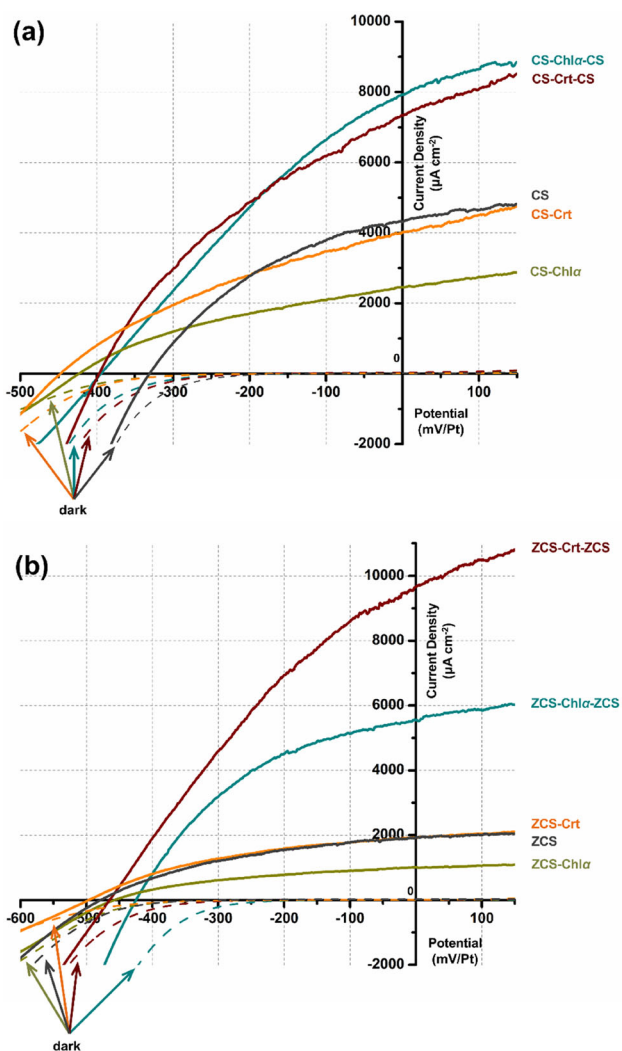 (a)
10000
8000
6000
4000
2000
0
-2000
Current Density
(µA cm⁻²)
-500
-400
-300
-200
-100
100
Potential
(mV/Pt)
CS-Chlα-CS
CS-Crt-CS
CS
CS-Crt
CS-Chlα
dark
(b)
10000
8000
6000
4000
2000
0
-2000
Current Density
(µA cm⁻²)
-600
-500
-400
-300
-200
-100
100
Potential
(mV/Pt)
ZCS-Crt-ZCS
ZCS-Chlα-ZCS
ZCS-Crt
ZCS
ZCS-Chlα
dark